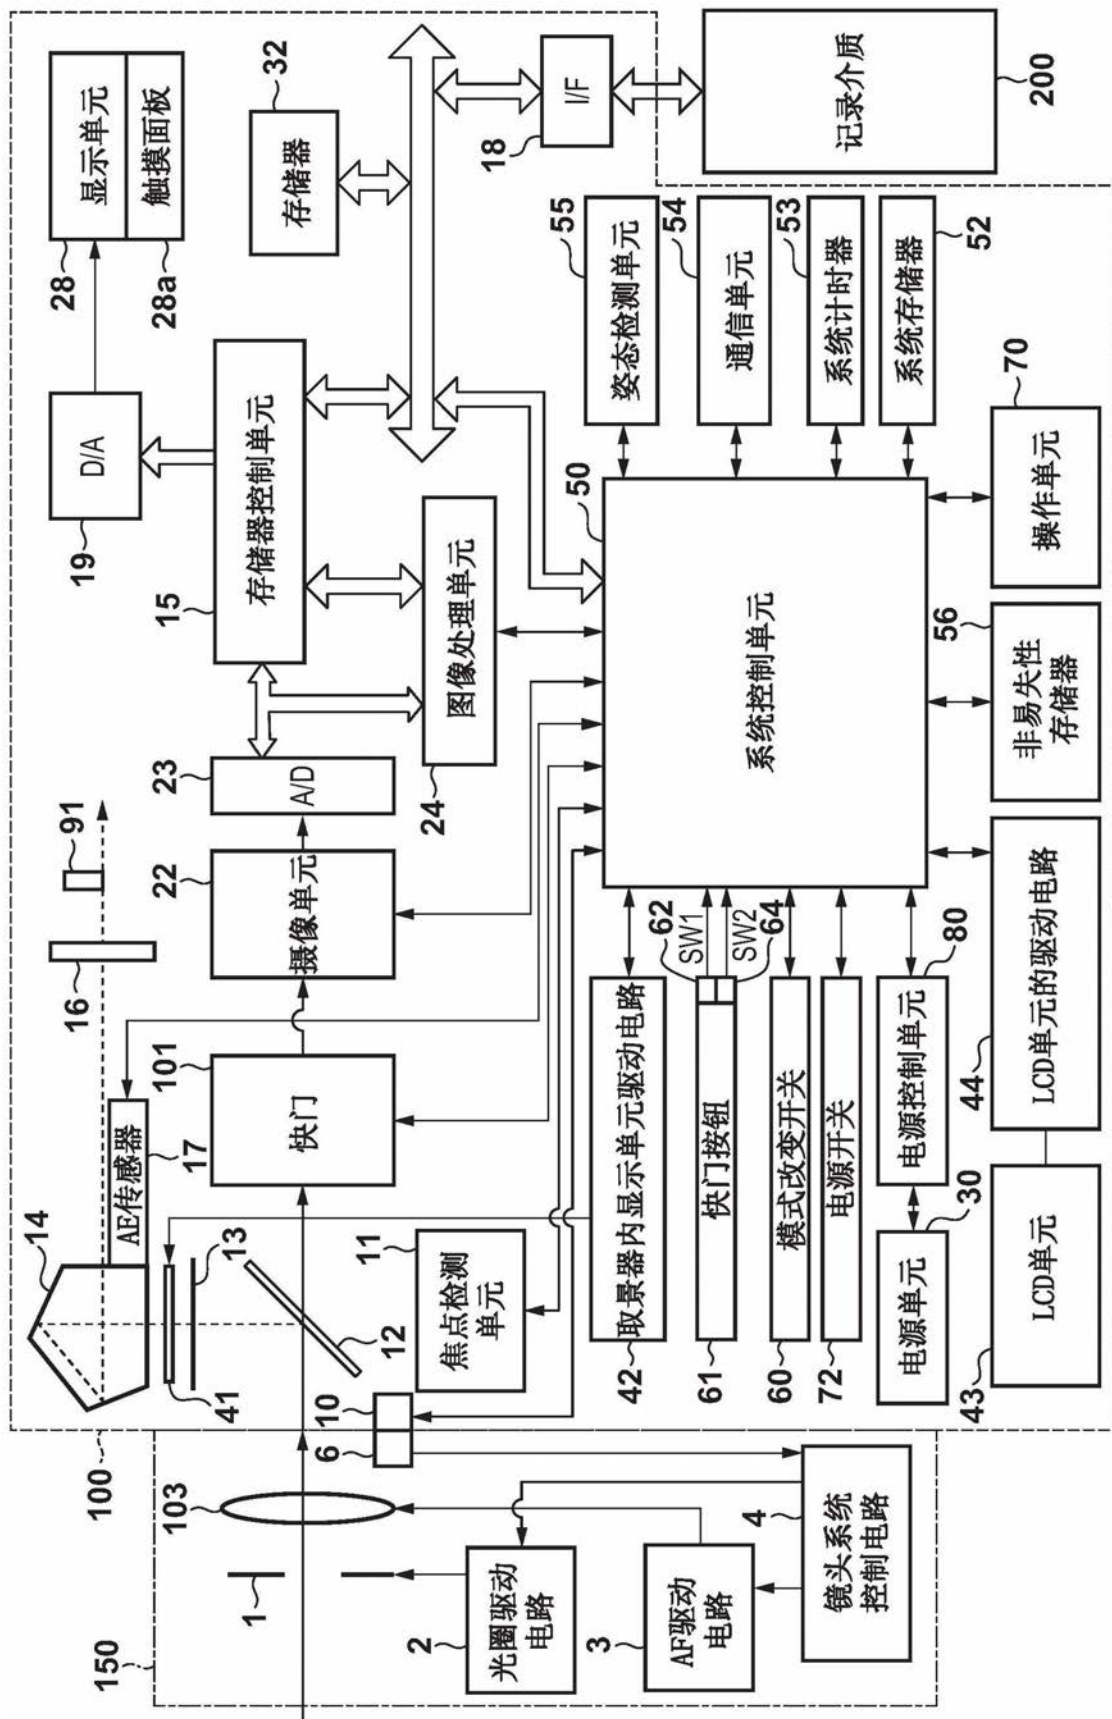 150
100
14
16
91
19
D/A
28
显示单元
触摸面板
28a
103
1
41
13
AE传感器
17
101
快门
22
摄像单元
23
A/D
15
存储器控制单元
32
存储器
6
10
12
11
焦点检测
单元
24
图像处理单元
18
I/F
2
光圈驱动
电路
3
AF驱动
电路
4
镜头系统
控制电路
42
取景器内显示单元驱动电路
61
快门按钮
62
SW1
SW2
64
60
模式改变开关
72
电源开关
50
系统控制单元
55
姿态检测单元
54
通信单元
53
系统计时器
52
系统存储器
记录介质
200
电源单元
30
电源控制单元
80
43
LCD单元
44
LCD单元的驱动电路
56
非易失性
存储器
70
操作单元